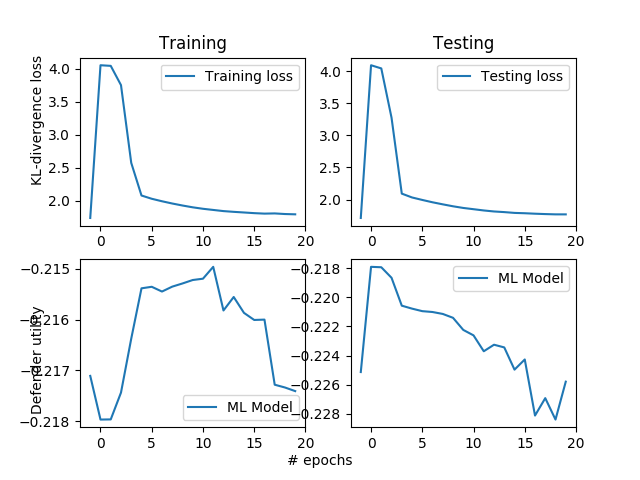 Training
Testing
KL-divergence loss
4.0
3.5
3.0
2.5
2.0
Training loss
0 5 10 15 20
4.0
3.5
3.0
2.5
2.0
Testing loss
0 5 10 15 20
Defender utility
−0.215
−0.216
−0.217
−0.218
ML Model
0 5 10 15 20
−0.218
−0.220
−0.222
−0.224
−0.226
−0.228
ML Model
0 5 10 15 20
# epochs